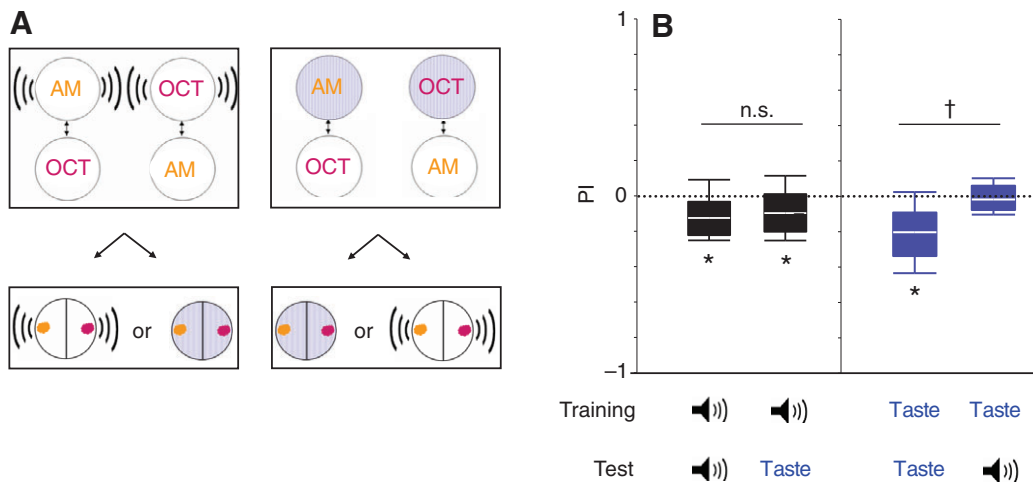 A
AM OCT
OCT AM
AM OCT
OCT AM
or
or
B
PI
1
n.s.
†
0
* *
*
–1
Training Taste Taste
Test Taste Taste